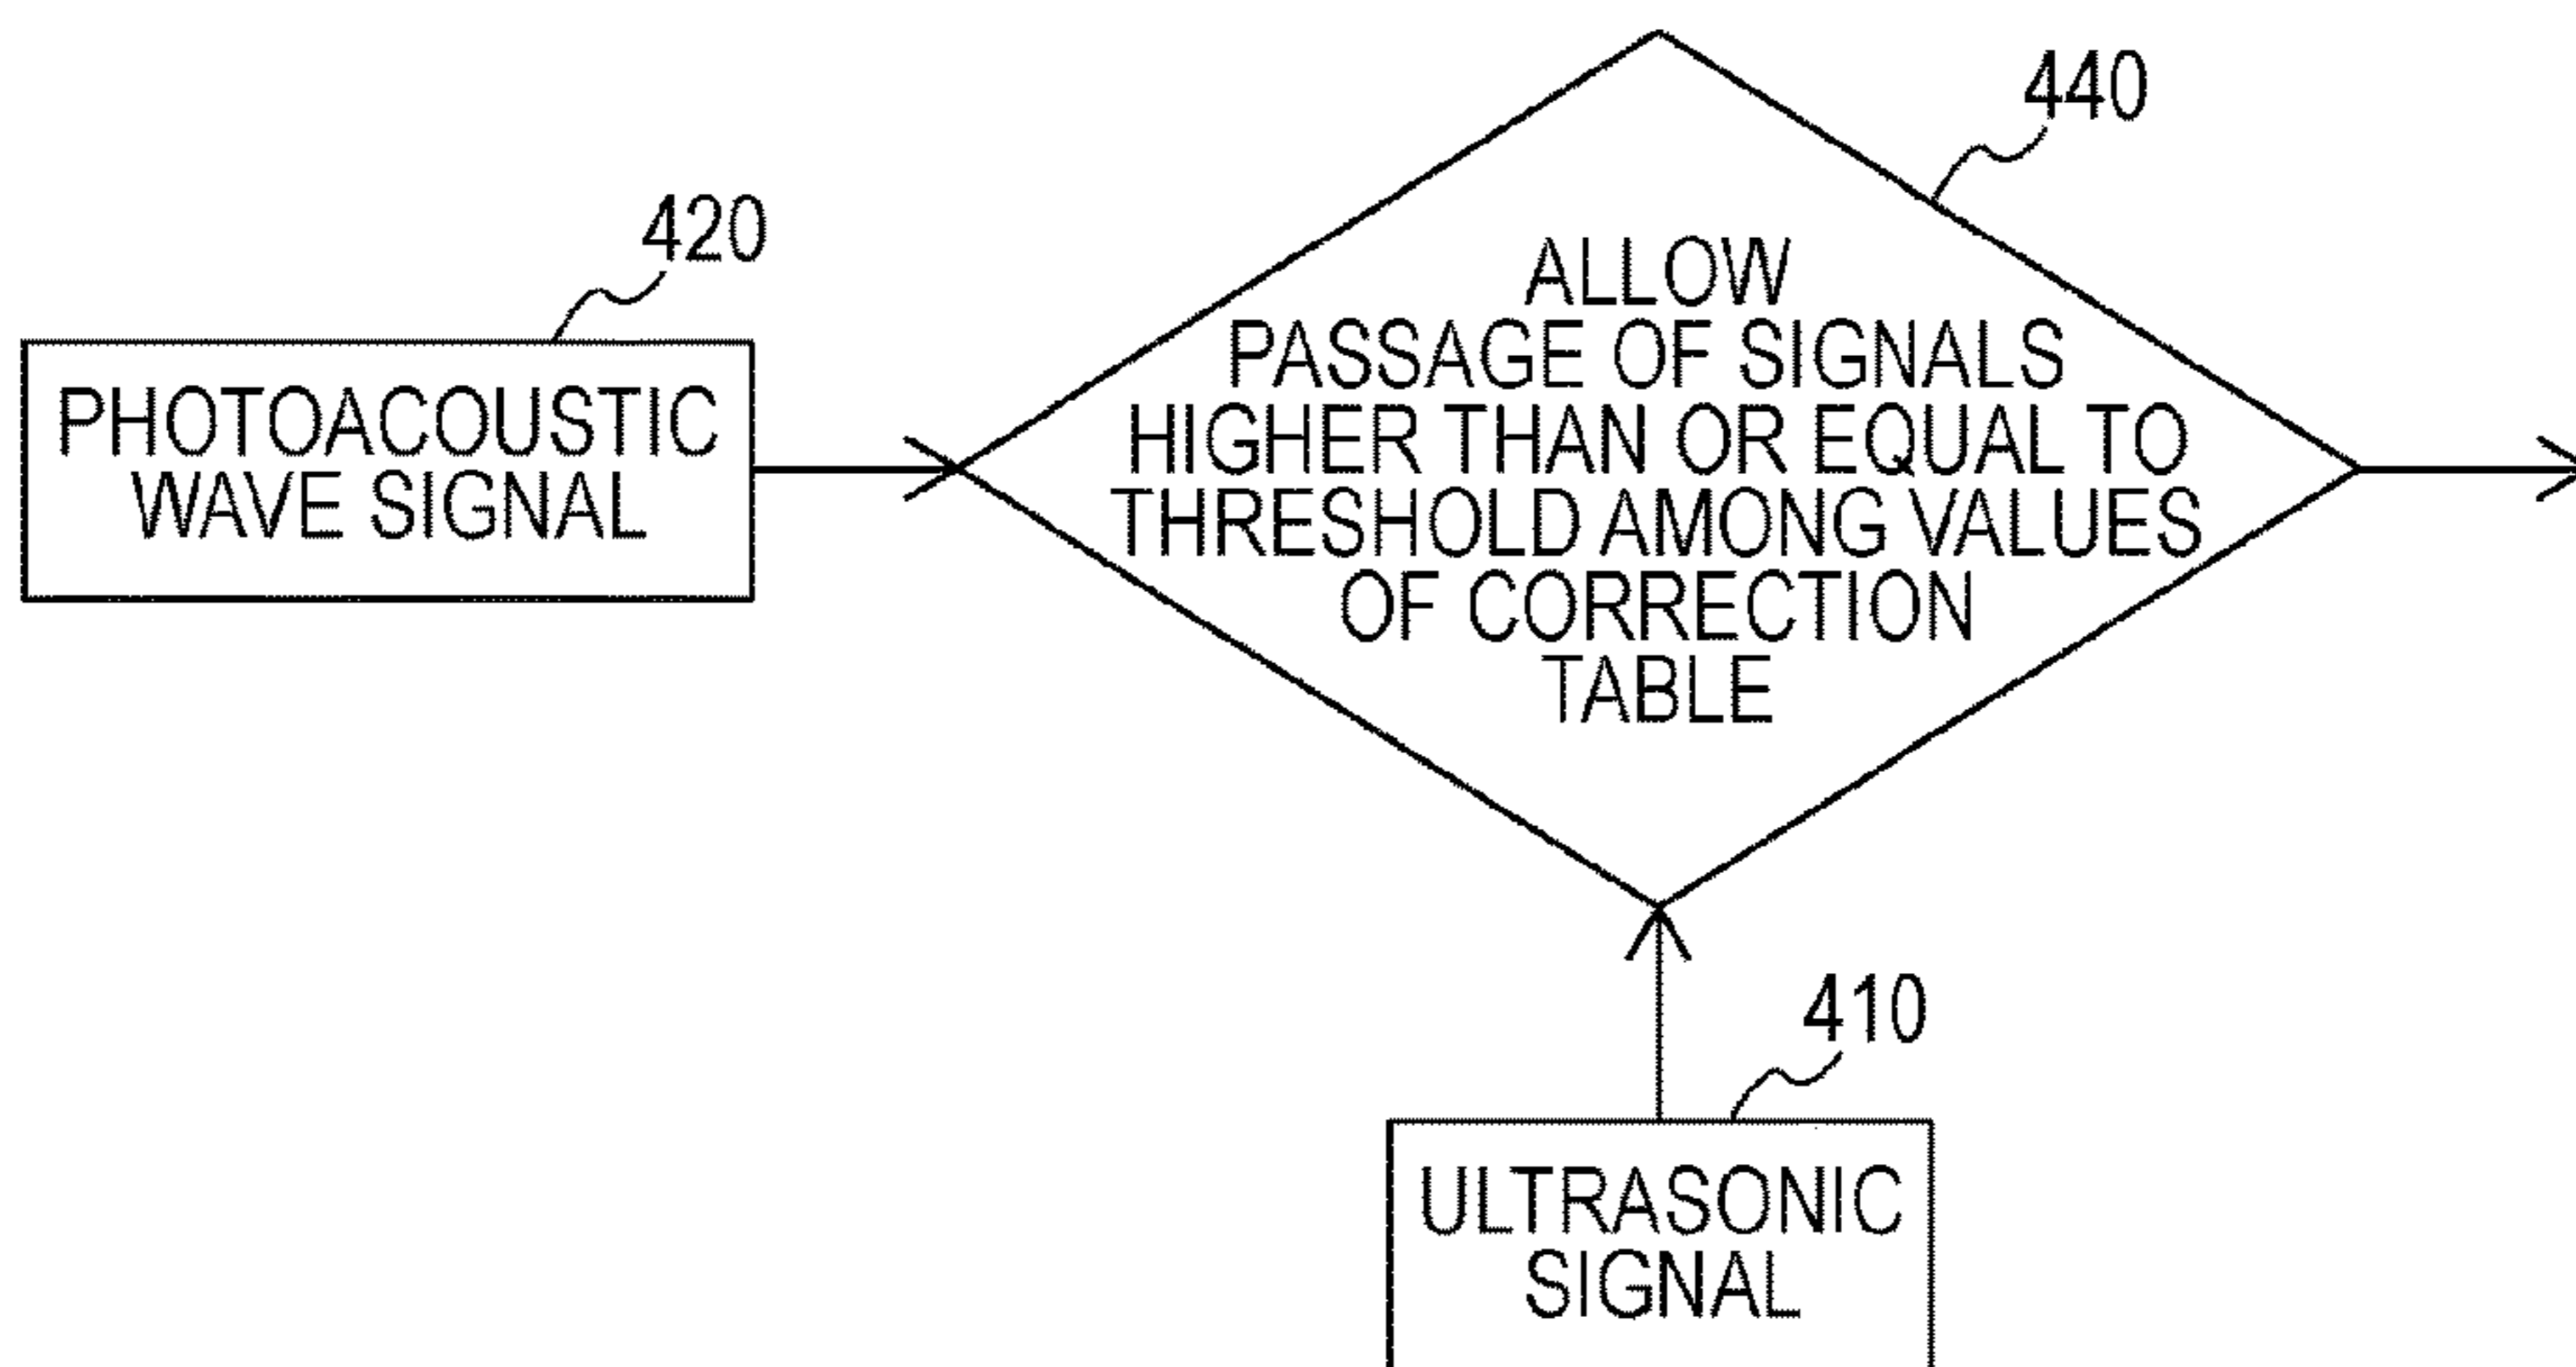 440
420
ALLOW
PASSAGE OF SIGNALS
HIGHER THAN OR EQUAL TO
THRESHOLD AMONG VALUES
OF CORRECTION
TABLE
PHOTOACOUSTIC
WAVE SIGNAL
410
ULTRASONIC
SIGNAL